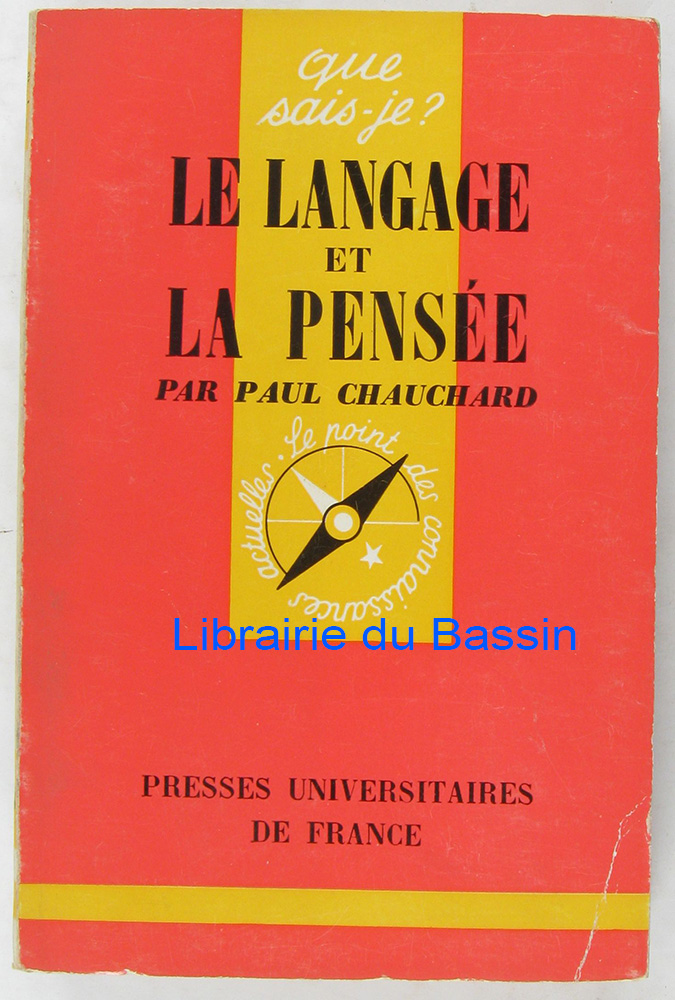 que
sais-je?
LE LANGAGE
ET
LA PENSÉE
PAR PAUL CHAUCHARD
Le point des connaissances actuelles.
Librairie du Bassin
PRESSES UNIVERSITAIRES
DE FRANCE